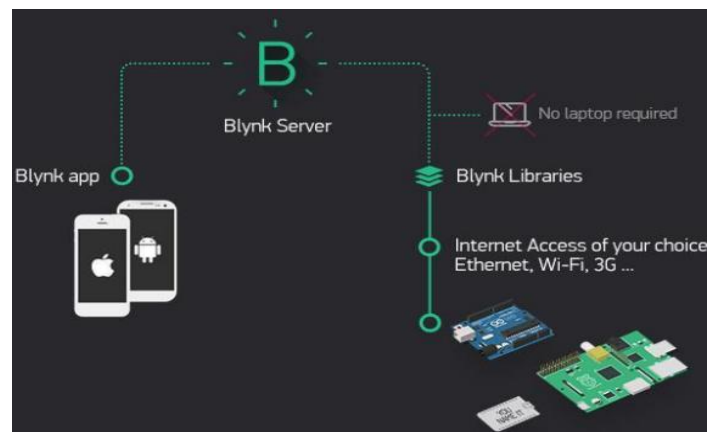 B
Blynk Server
No laptop required
Blynk app
Blynk Libraries
Internet Access of your choice
Ethernet, Wi-Fi, 3G ...
YOU
NAME IT